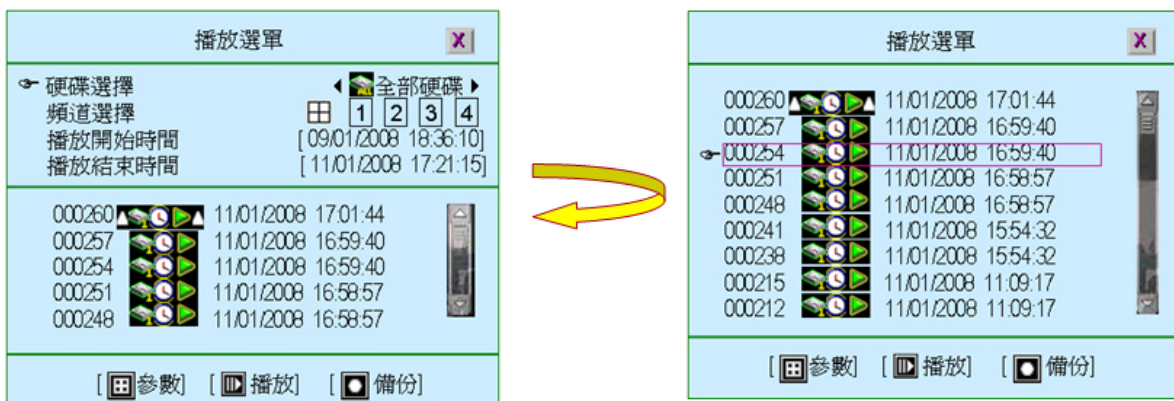 播放選單 X
硬碟選擇 全部硬碟
頻道選擇 1 2 3 4
播放開始時間 [ 09/01/2008 18:36:10]
播放結束時間 [ 11/01/2008 17:21:15]
000260 11/01/2008 17:01:44
000257 11/01/2008 16:59:40
000254 11/01/2008 16:59:40
000251 11/01/2008 16:58:57
000248 11/01/2008 16:58:57
[ 參數] [ 播放] [ 備份]
播放選單 X
000260 11/01/2008 17:01:44
000257 11/01/2008 16:59:40
000254 11/01/2008 16:59:40
000251 11/01/2008 16:58:57
000248 11/01/2008 16:58:57
000241 11/01/2008 15:54:32
000238 11/01/2008 15:54:32
000215 11/01/2008 11:09:17
000212 11/01/2008 11:09:17
[ 參數] [ 播放] [ 備份]